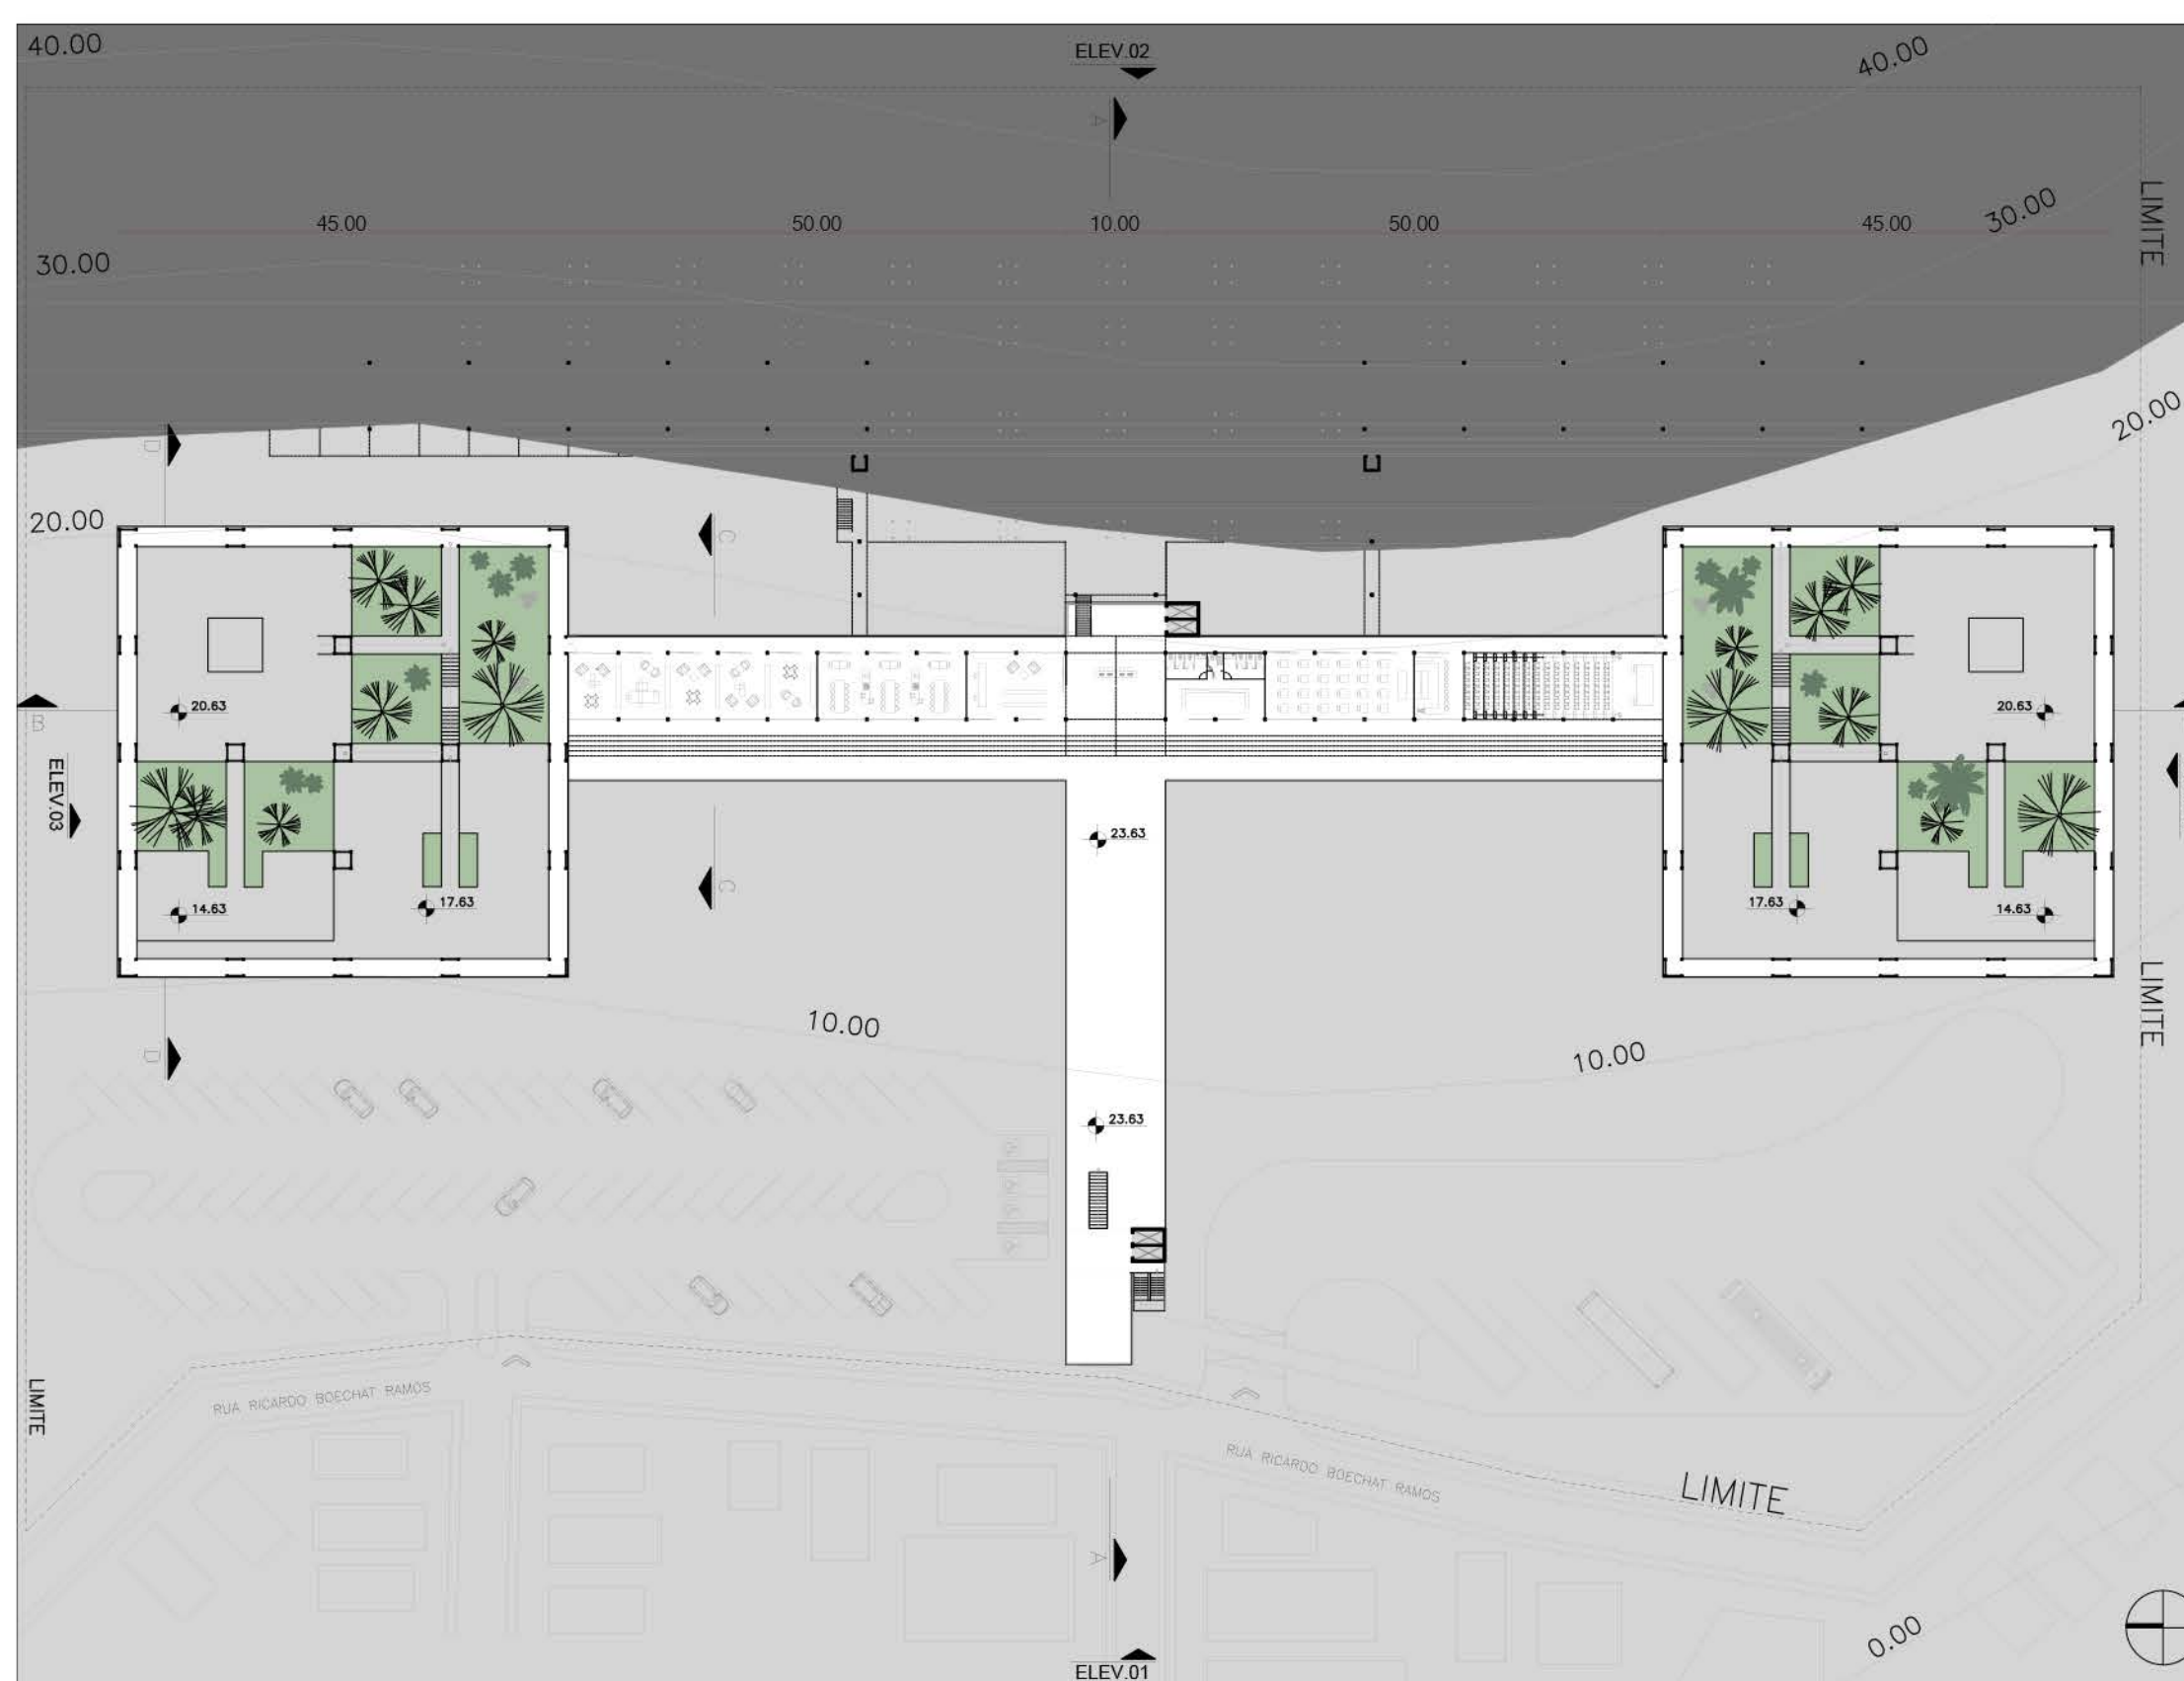 40.00
ELEV.02
40.00
A
LIMITE
45.00
50.00
10.00
50.00
45.00
30.00
30.00
20.00
D
20.00
C
20.63
20.63
B
ELEV.03
23.63
C
14.63
17.63
17.63
14.63
LIMITE
10.00
10.00
D
23.63
LIMITE
RUA RICARDO BOECHAT RAMOS
RUA RICARDO BOECHAT RAMOS
LIMITE
A
0.00
ELEV.01